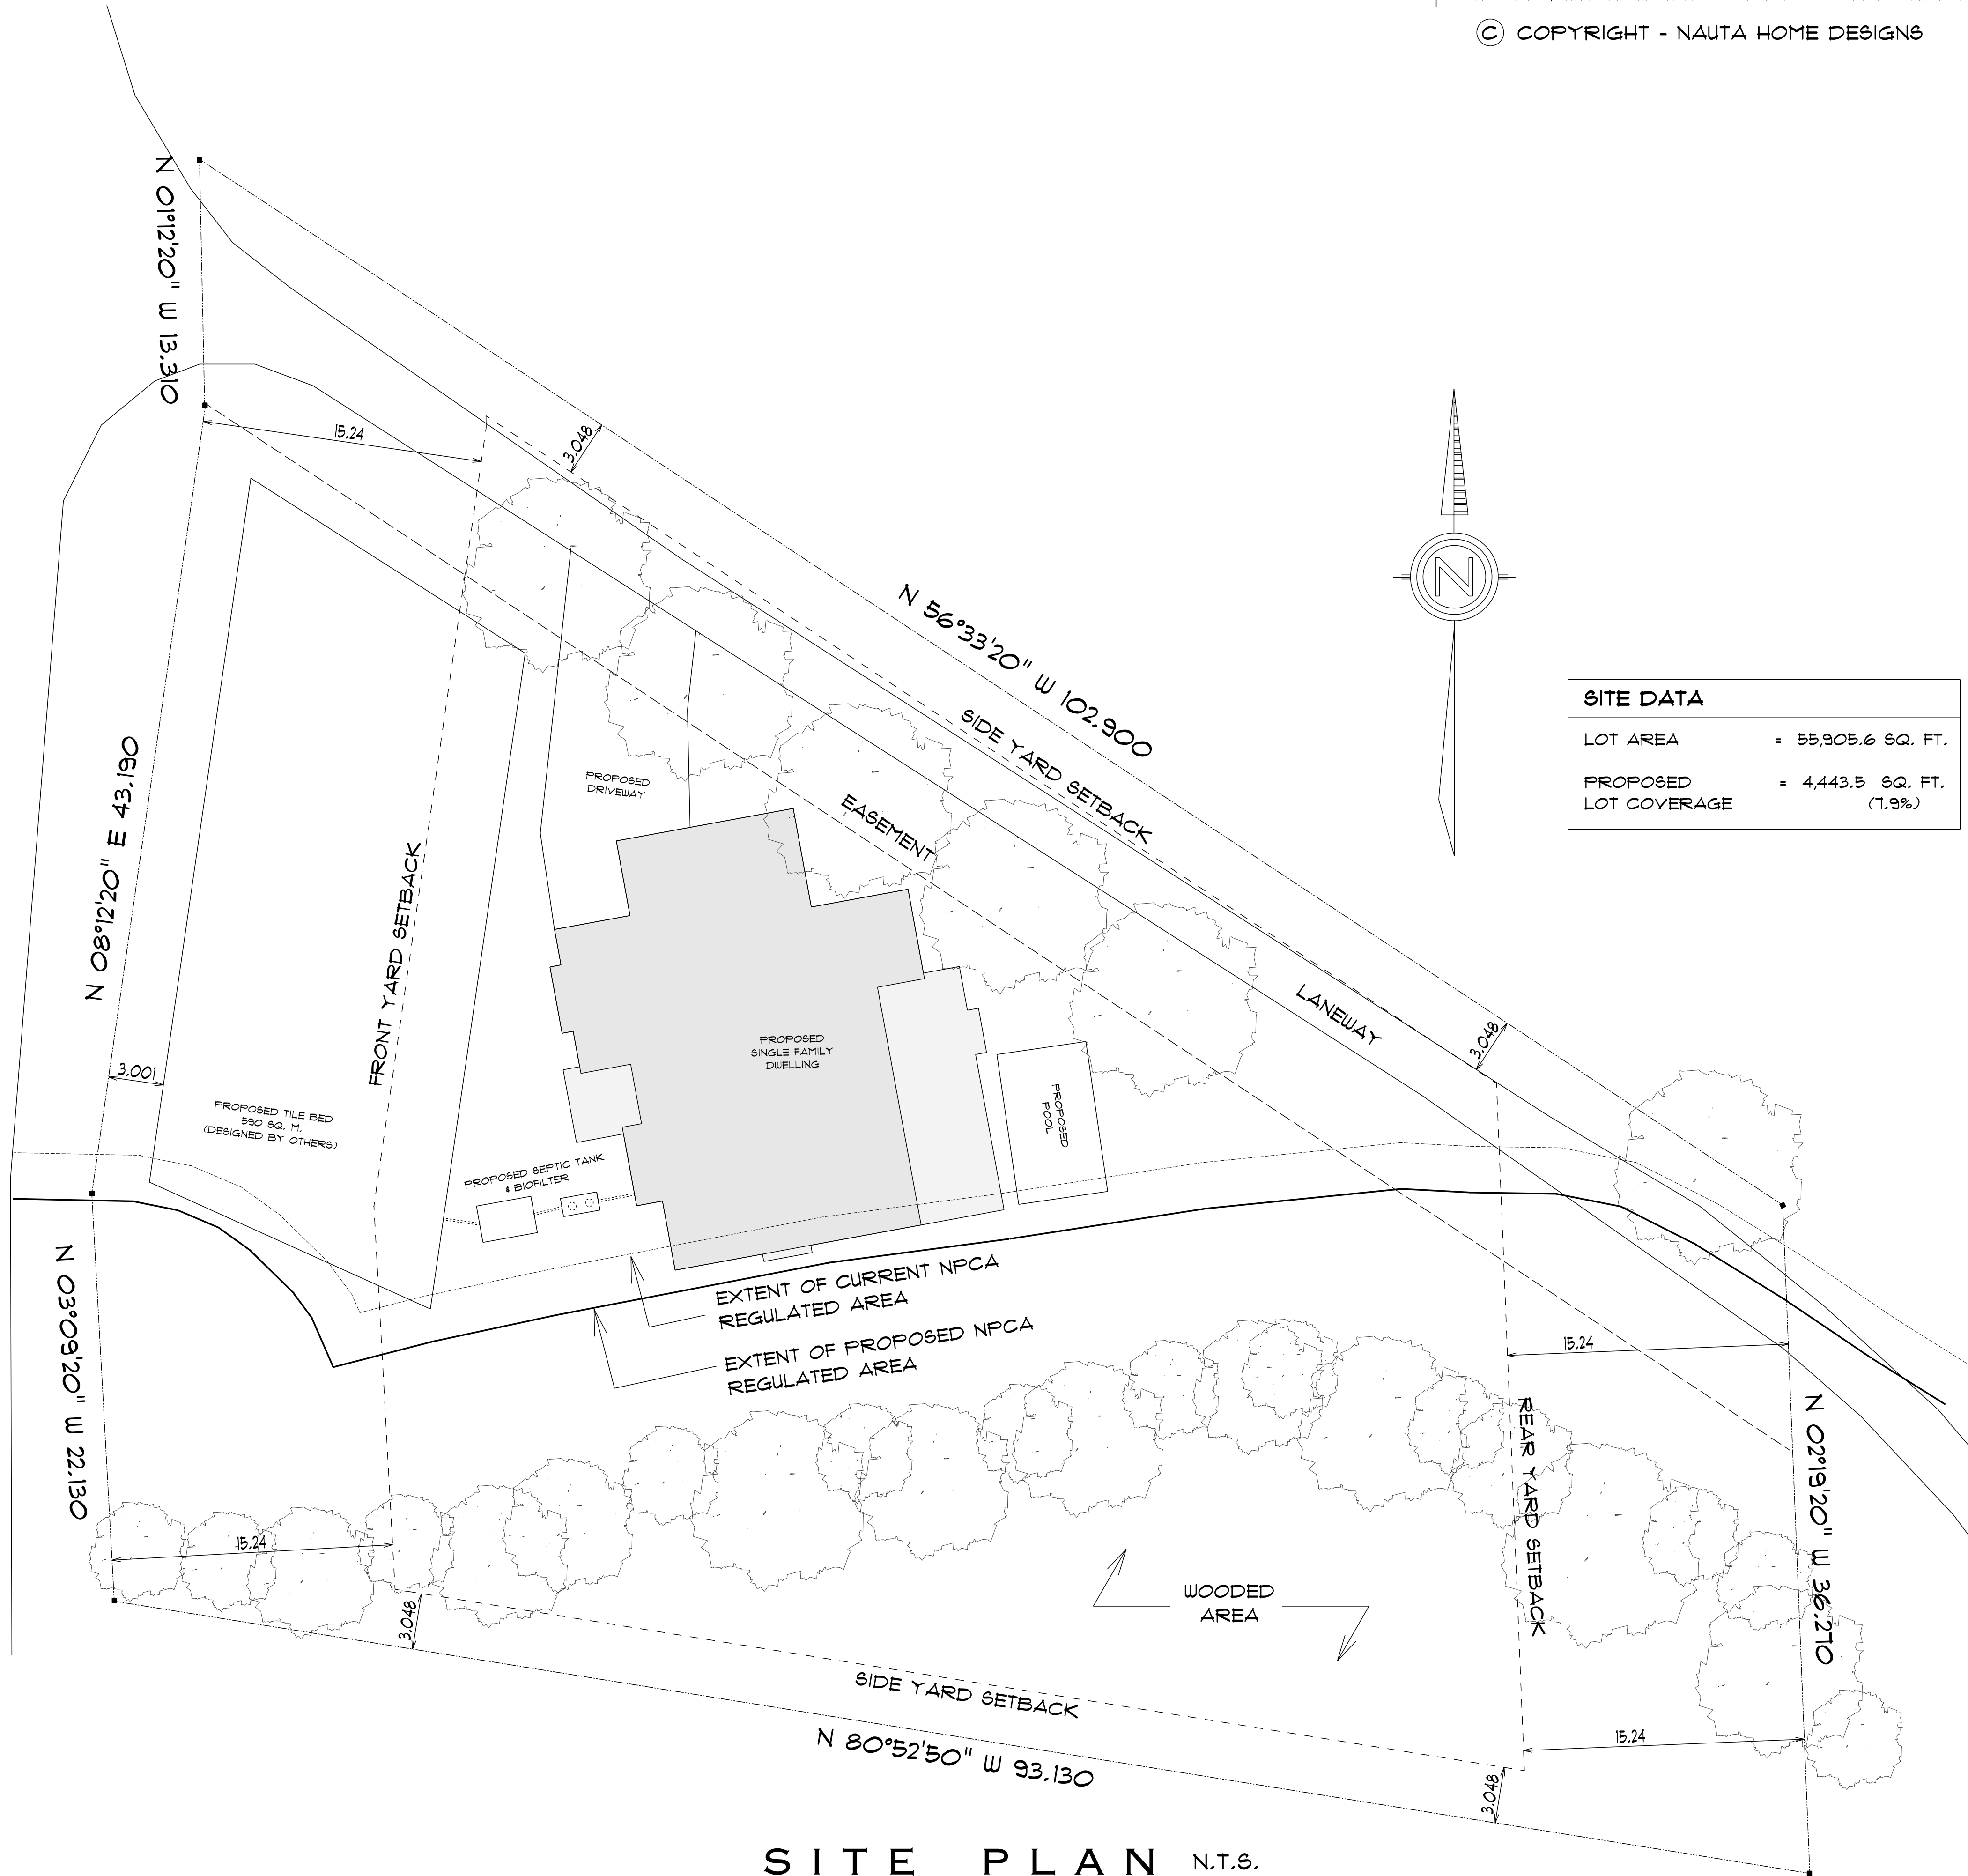 © COPYRIGHT - NAUTA HOME DESIGNS
N 01°12'20" W 13.310
15.24
3.048
N 56°33'20" W 102.900
SIDE YARD SETBACK
EASEMENT
LANEWAY
3.048
N
SITE DATA
LOT AREA = 55,905.6 SQ. FT.
PROPOSED = 4,443.5 SQ. FT.
LOT COVERAGE (7.9%)
N 08°12'20" E 43.190
FRONT YARD SETBACK
PROPOSED
DRIVEWAY
PROPOSED
SINGLE FAMILY
DWELLING
PROPOSED
POOL
3.001
PROPOSED TILE BED
590 SQ. M.
(DESIGNED BY OTHERS)
PROPOSED SEPTIC TANK
& BIOFILTER
EXTENT OF CURRENT NPCA
REGULATED AREA
EXTENT OF PROPOSED NPCA
REGULATED AREA
N 03°09'20" W 22.130
15.24
3.048
15.24
REAR YARD SETBACK
N 02°19'20" W 36.270
WOODED
AREA
SIDE YARD SETBACK
N 80°52'50" W 93.130
15.24
3.048
SITE PLAN N.T.S.